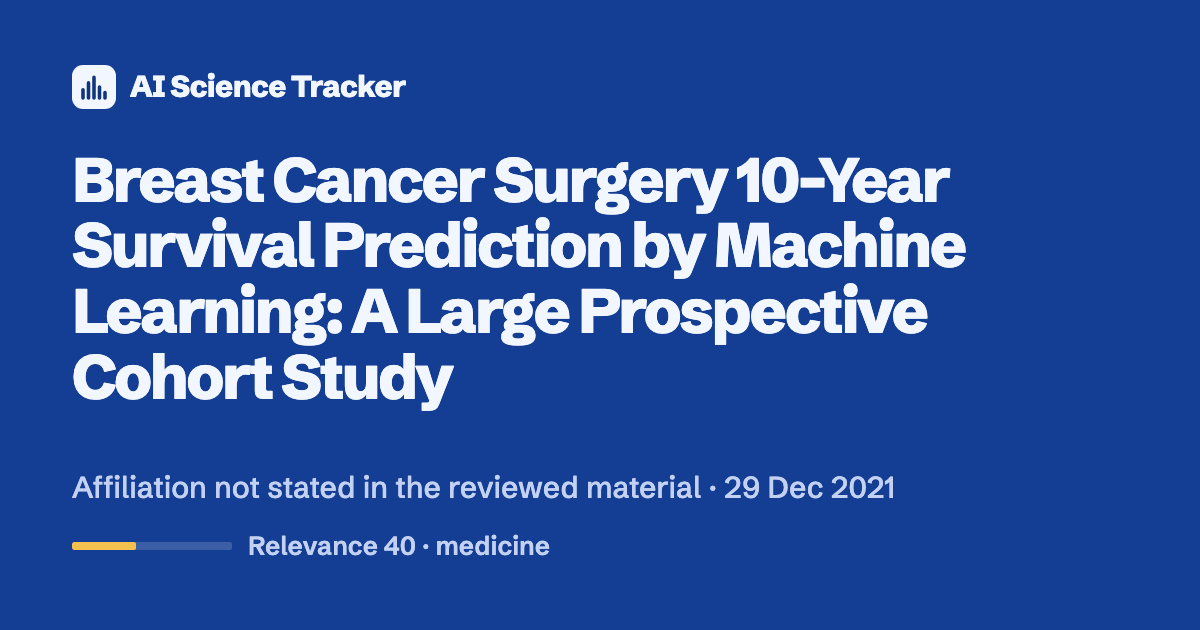 AI Science Tracker
Breast Cancer Surgery 10-Year
Survival Prediction by Machine
Learning: A Large Prospective
Cohort Study
Affiliation not stated in the reviewed material · 29 Dec 2021
Relevance 40 · medicine